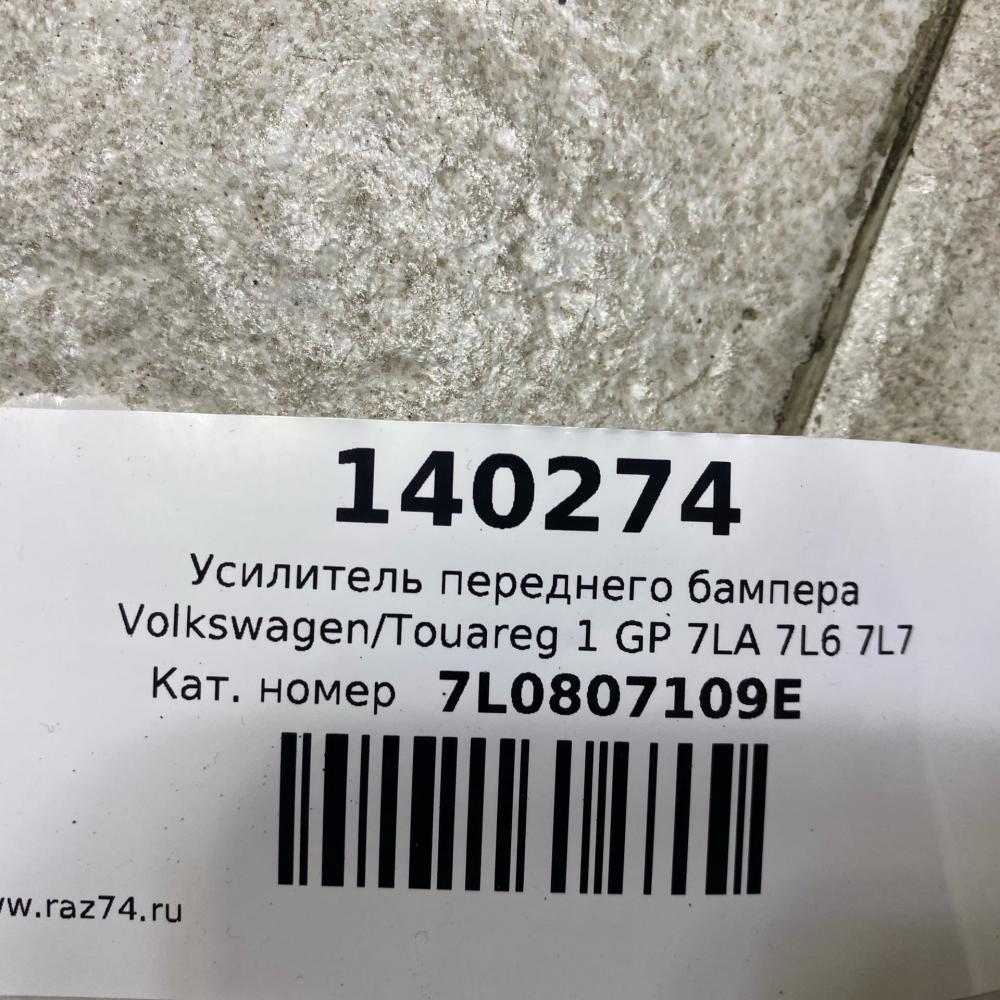 140274
Усилитель переднего бампера
Volkswagen/Touareg 1 GP 7LA 7L6 7L7
Кат. номер 7L0807109E
w.raz74.ru